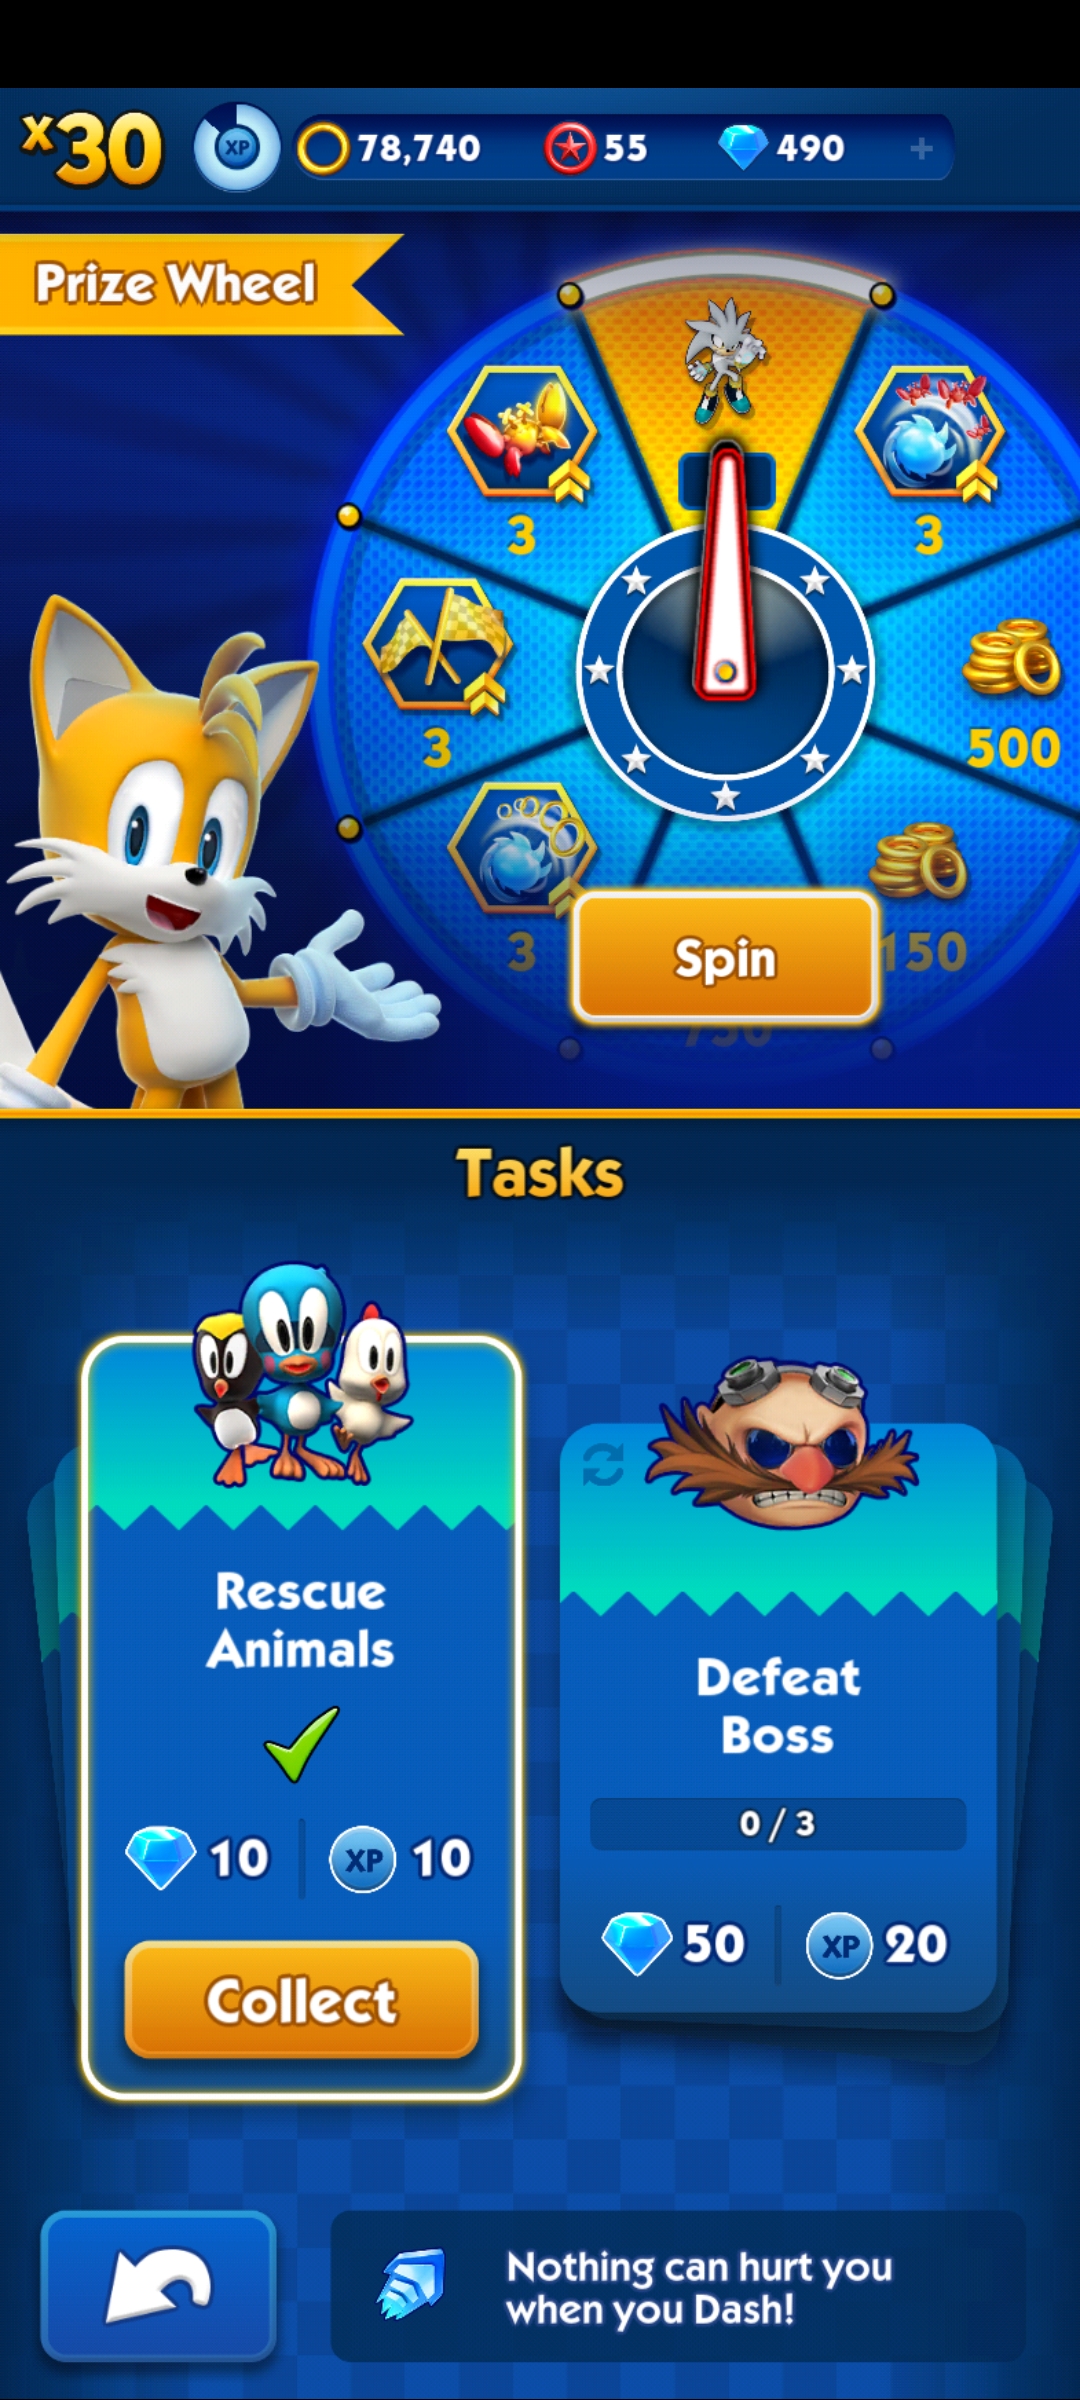 x30 XP 78,740 55 490 +
Prize Wheel
3 3
3 500
3 150
Spin
750
Tasks
Rescue
Animals
10 XP 10
Collect
Defeat
Boss
0 / 3
50 XP 20
Nothing can hurt you
when you Dash!